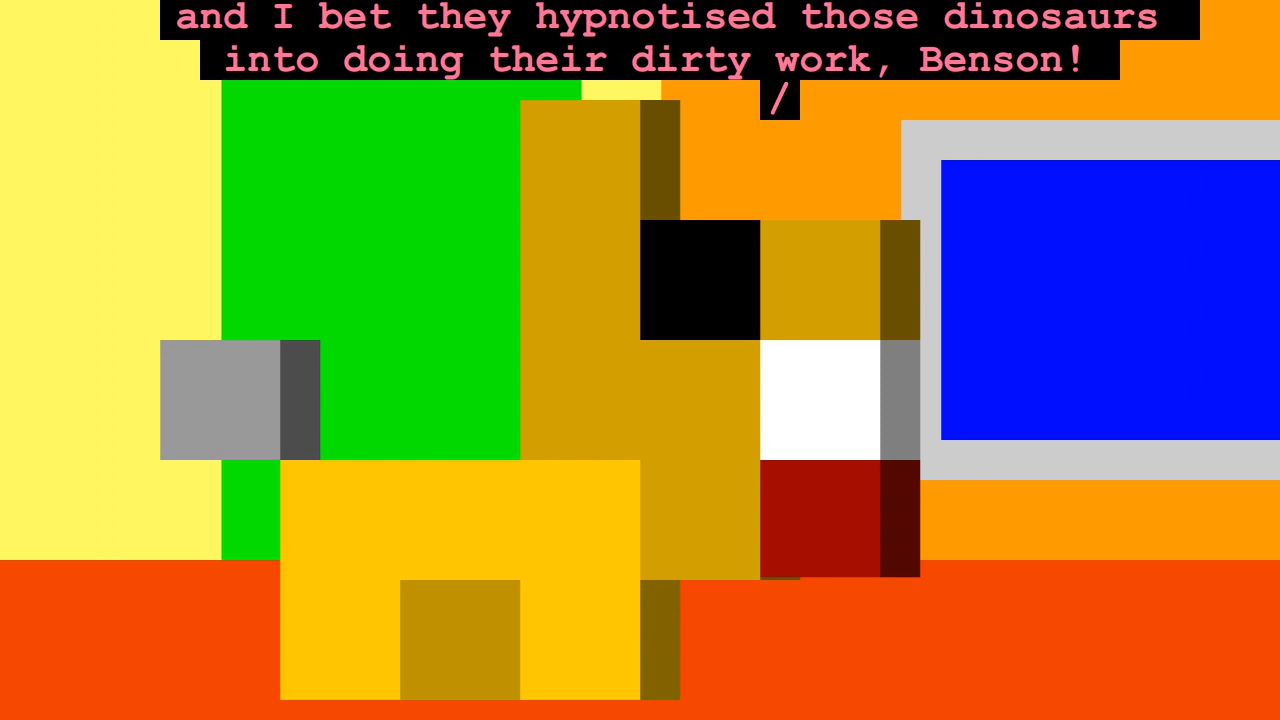 and I bet they hypnotised those dinosaurs
into doing their dirty work, Benson!
/